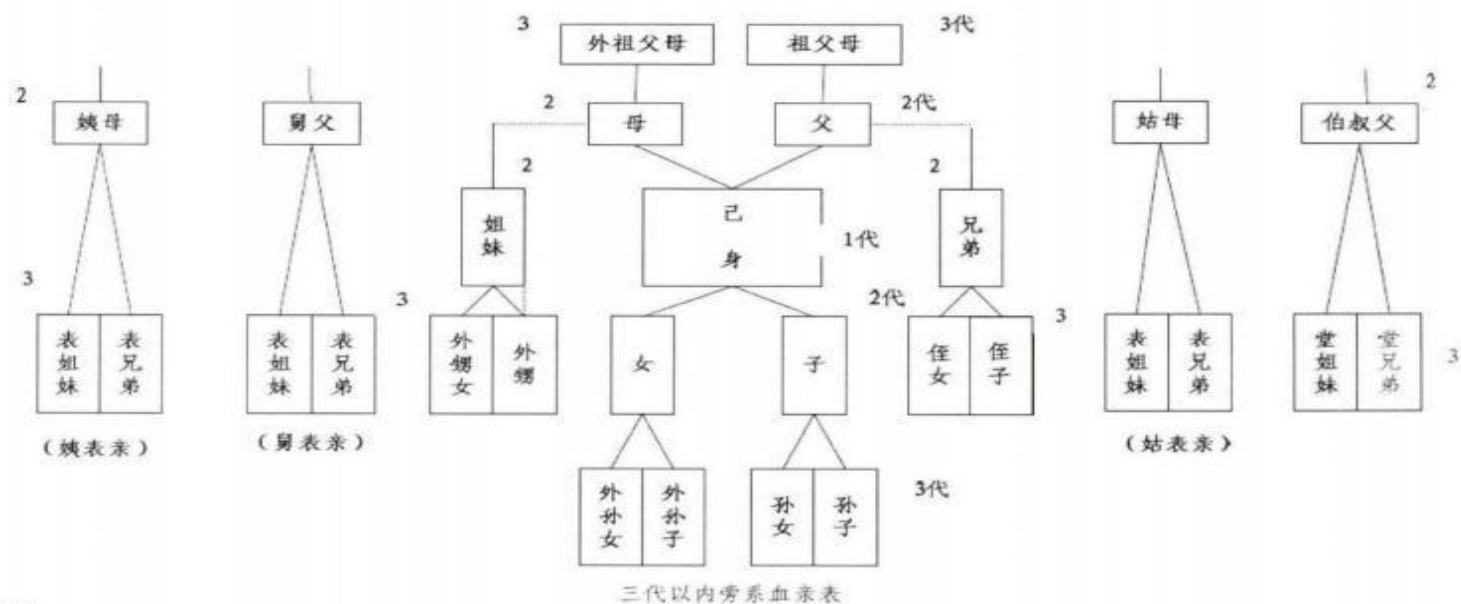 3 外祖父母 祖父母 3代
2 姨母 舅父 2 母 父 2代 姑母 伯叔父 2
2 2
姐妹 己身 1代 兄弟
3 3 2代 3
表姐妹 表兄弟 表姐妹 表兄弟 外甥女 外甥 女 子 侄女 侄子 表姐妹 表兄弟 堂姐妹 堂兄弟 3
(姨表亲) (舅表亲) (姑表亲)
外孙女 外孙子 孙女 孙子 3代
三代以内旁系血亲表